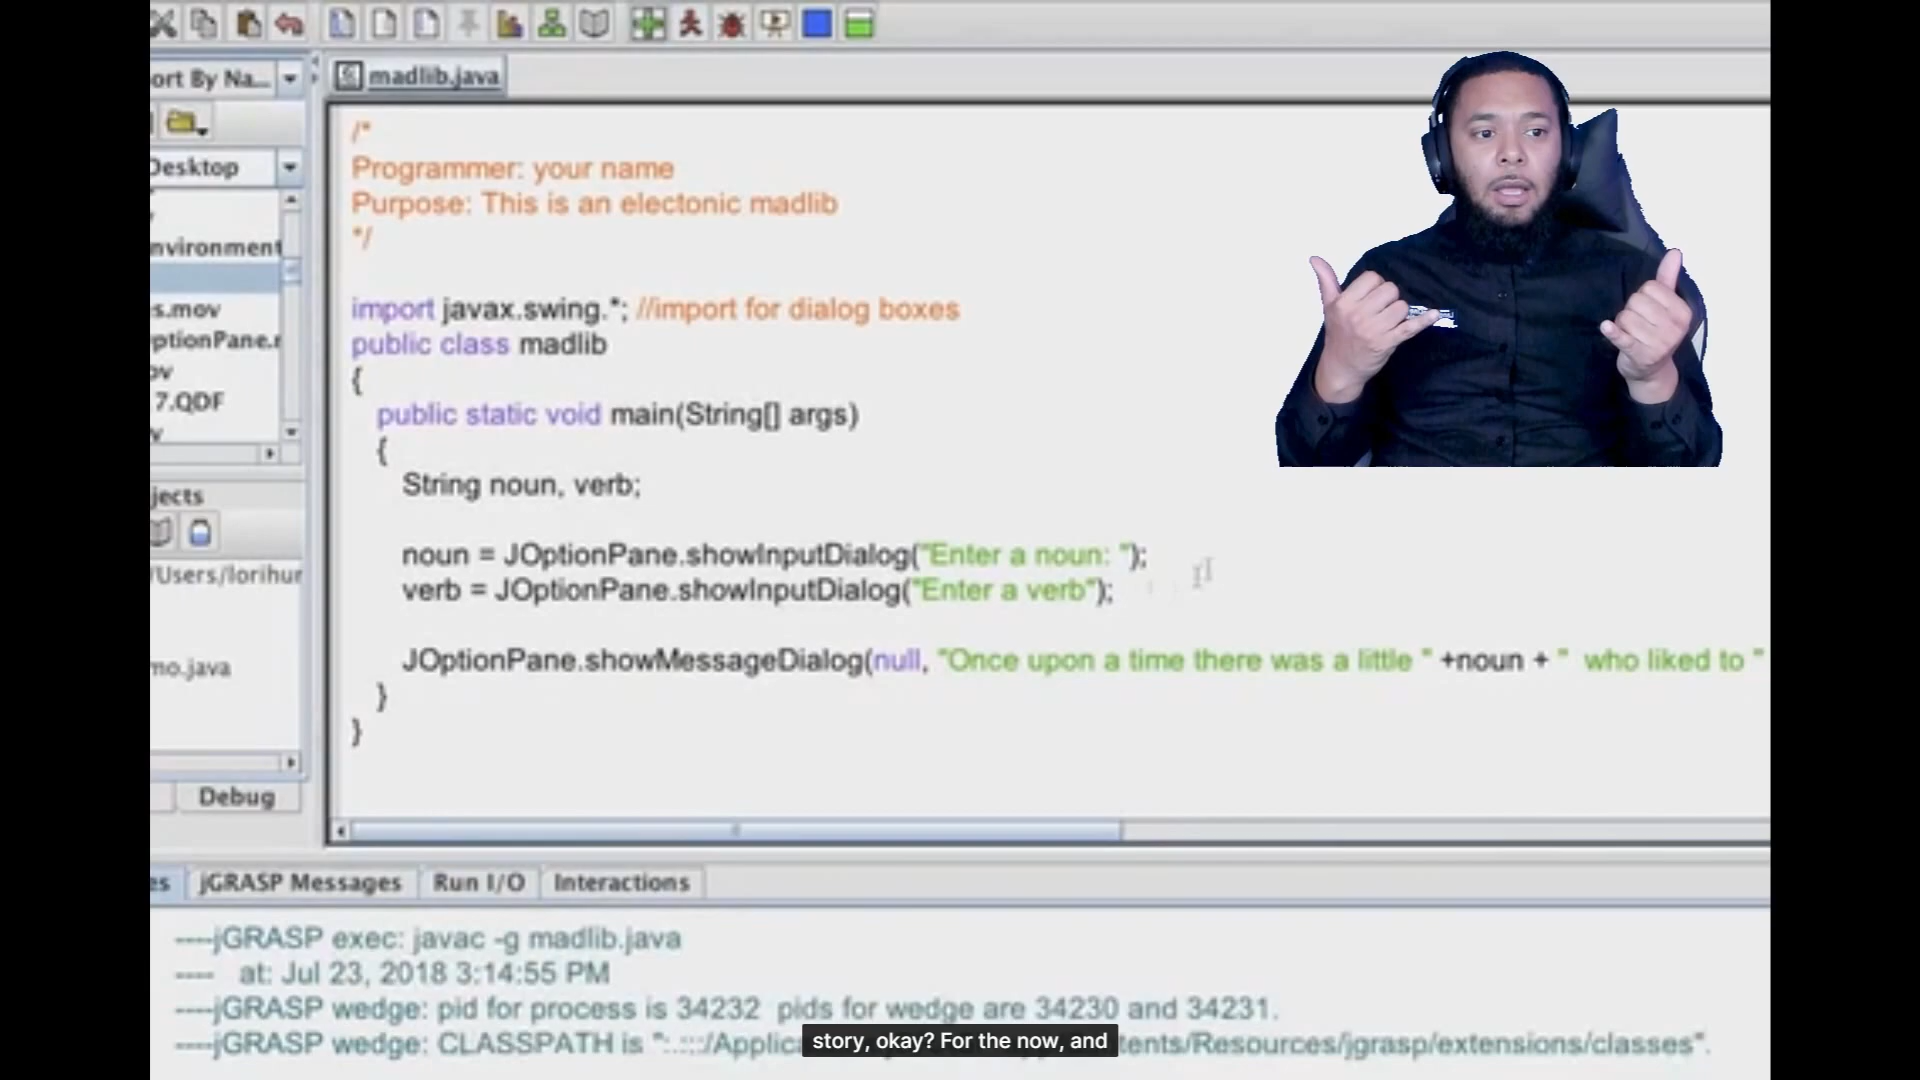 ort By Na...
madlib.java
Desktop
nvironment
s.mov
ptionPane.r
ov
7.QDF
v
jects
/Users/lorihur
mo.java
Debug
/*
Programmer: your name
Purpose: This is an electonic madlib
*/
import javax.swing.*; //import for dialog boxes
public class madlib
{
public static void main(String[] args)
{
String noun, verb;
noun = JOptionPane.showInputDialog("Enter a noun: ");
verb = JOptionPane.showInputDialog("Enter a verb");
JOptionPane.showMessageDialog(null, "Once upon a time there was a little " +noun + " who liked to "
}
}
es jGRASP Messages Run I/O Interactions
----jGRASP exec: javac -g madlib.java
---- at: Jul 23, 2018 3:14:55 PM
----jGRASP wedge: pid for process is 34232 pids for wedge are 34230 and 34231.
----jGRASP wedge: CLASSPATH is ":.::::/Applica tents/Resources/jgrasp/extensions/classes".
story, okay? For the now, and